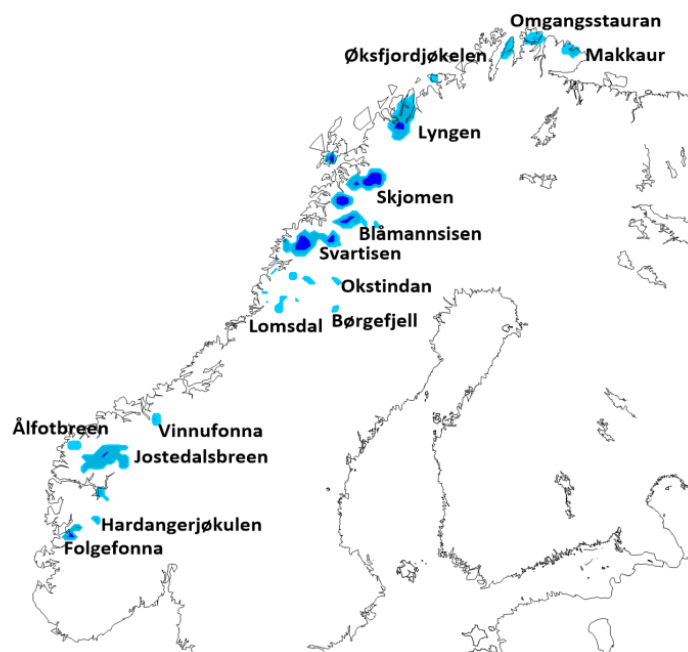 Omgangsstauran
Øksfjordjøkelen
Makkaur
Lyngen
Skjomen
Blåmannsisen
Svartisen
Okstindan
Lomsdal
Børgefjell
Ålfotbreen
Vinnufonna
Jostedalsbreen
Hardangerjøkulen
Folgefonna